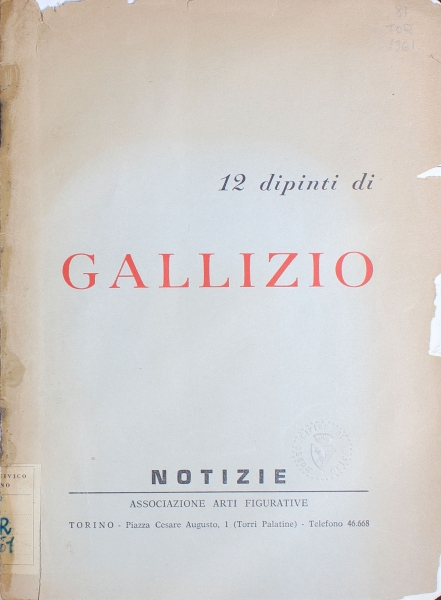 12 dipinti di
GALLIZIO
NOTIZIE
ASSOCIAZIONE ARTI FIGURATIVE
TORINO - Piazza Cesare Augusto, 1 (Torri Palatine) - Telefono 46.668